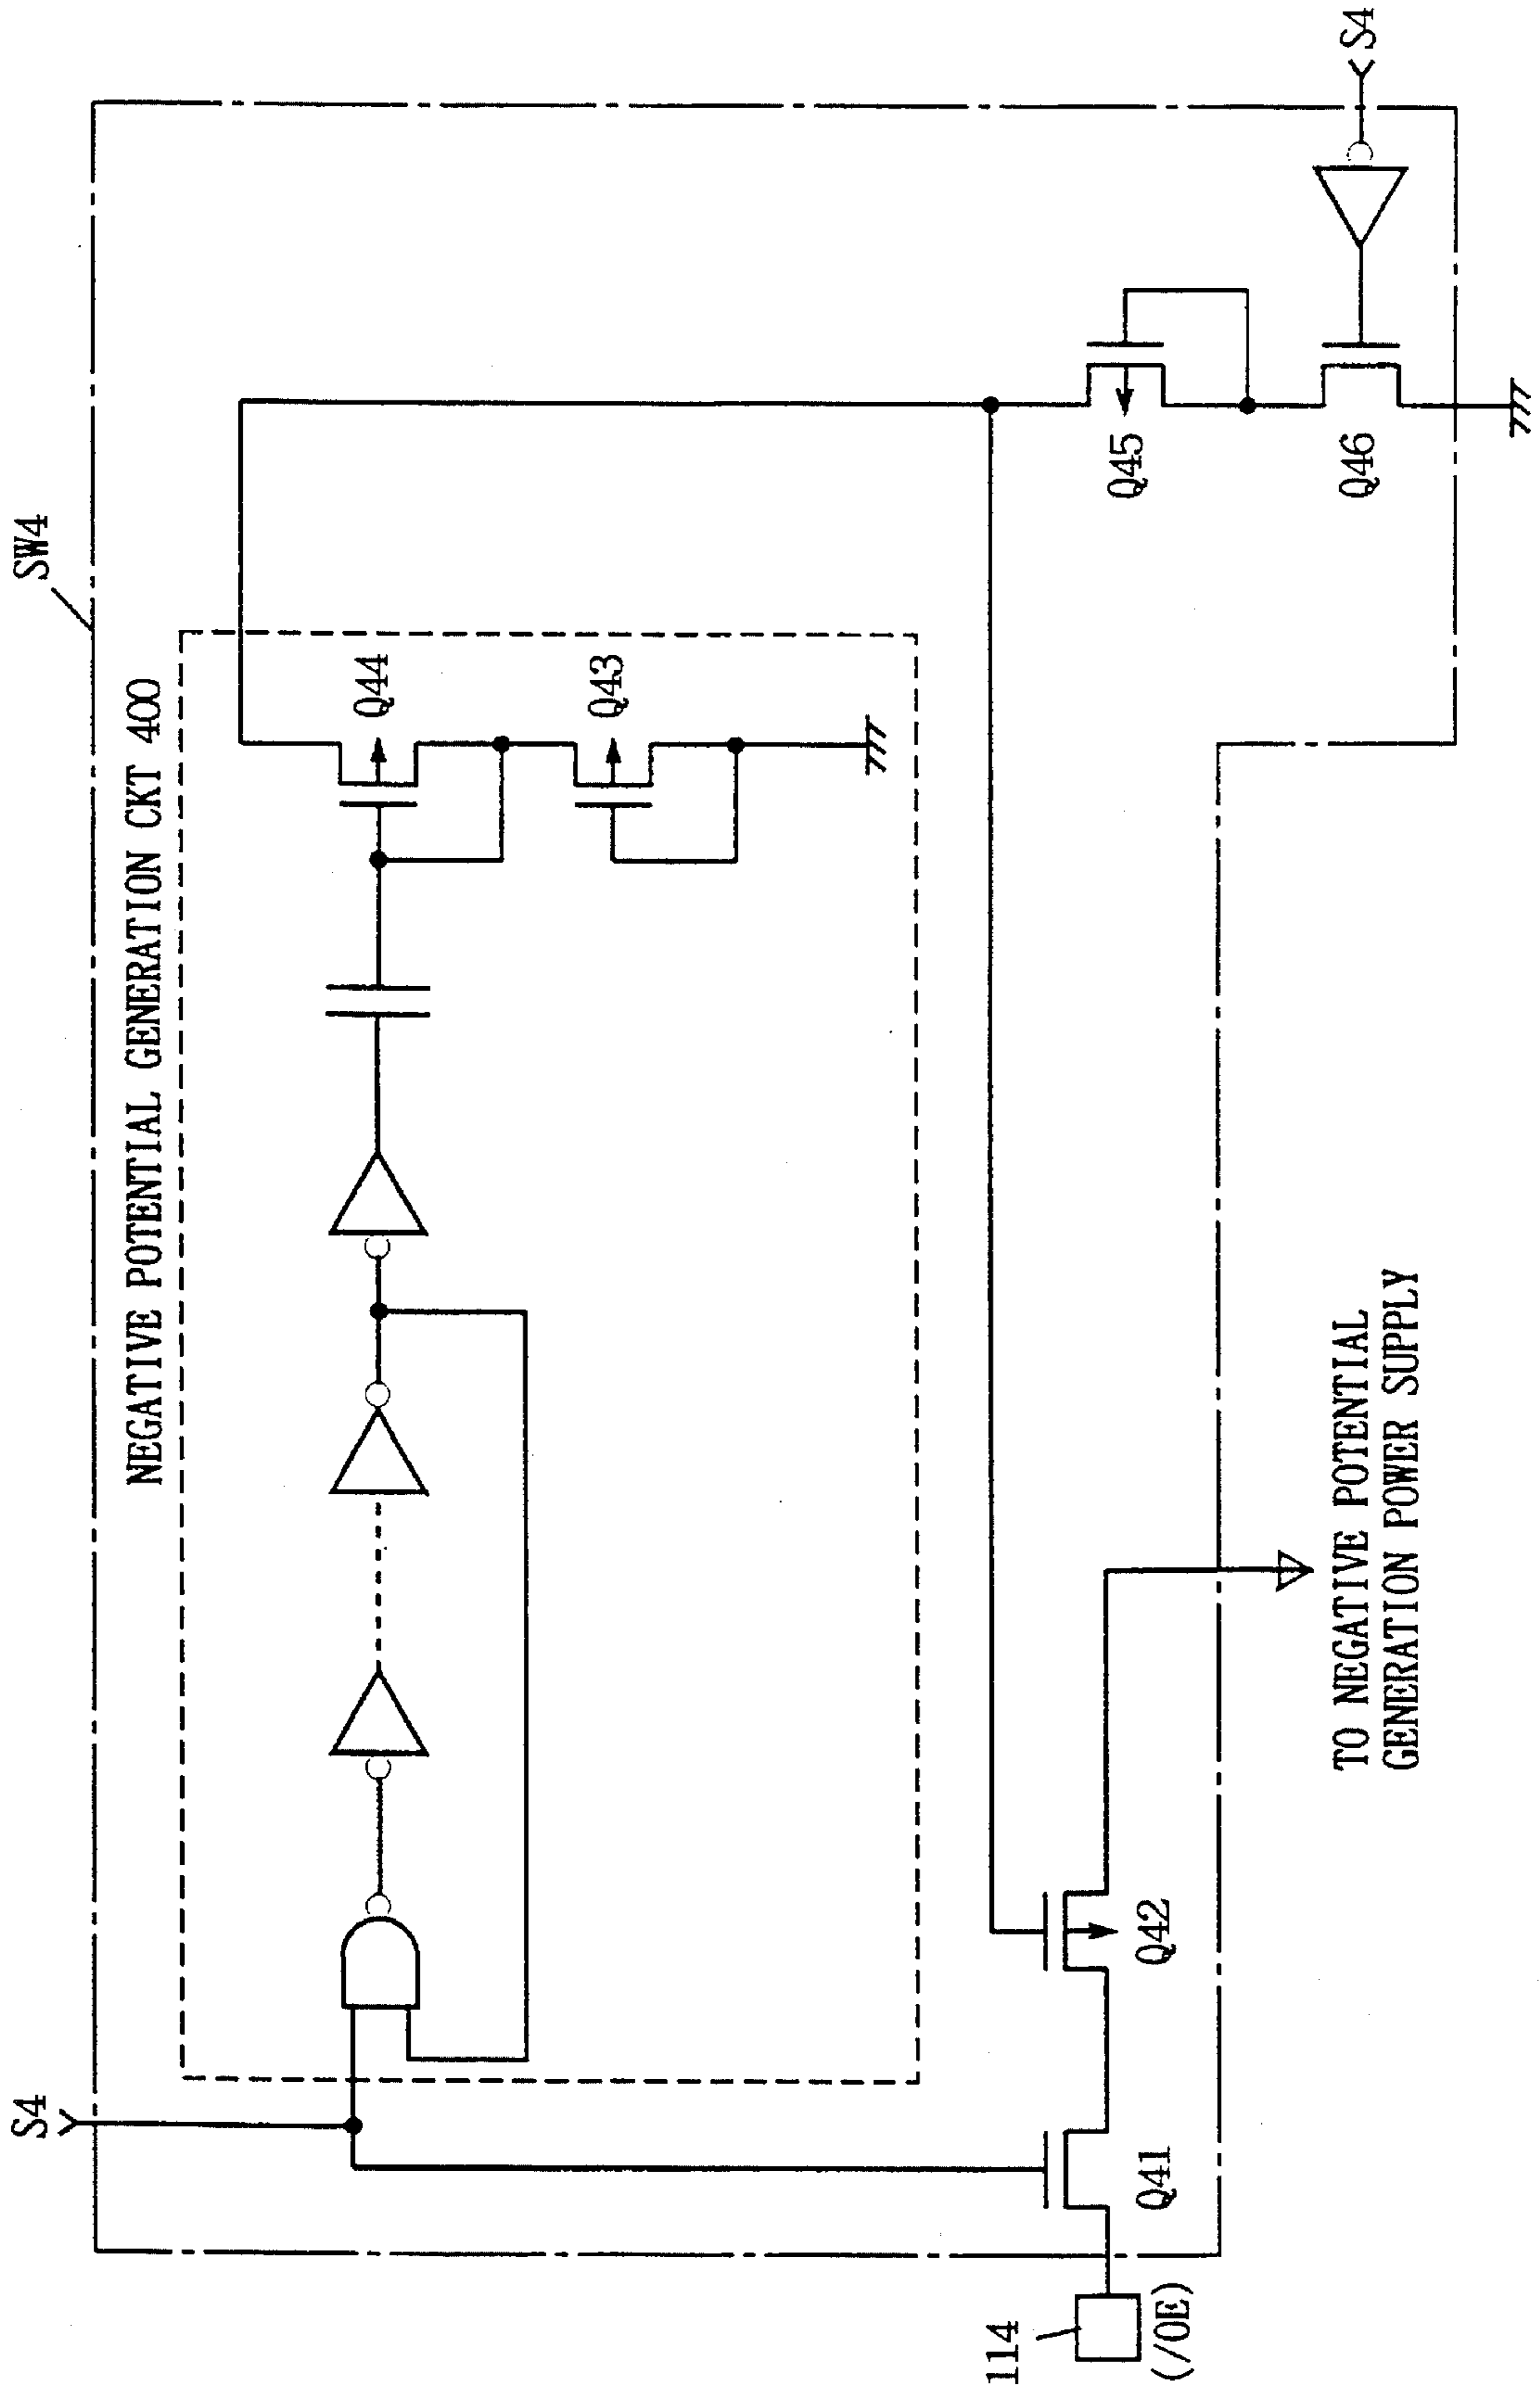 SW4
NEGATIVE POTENTIAL GENERATION CKT 400
S4
Q44
Q43
Q45
Q46
S4
Q42
Q41
114
(/OE)
TO NEGATIVE POTENTIAL
GENERATION POWER SUPPLY